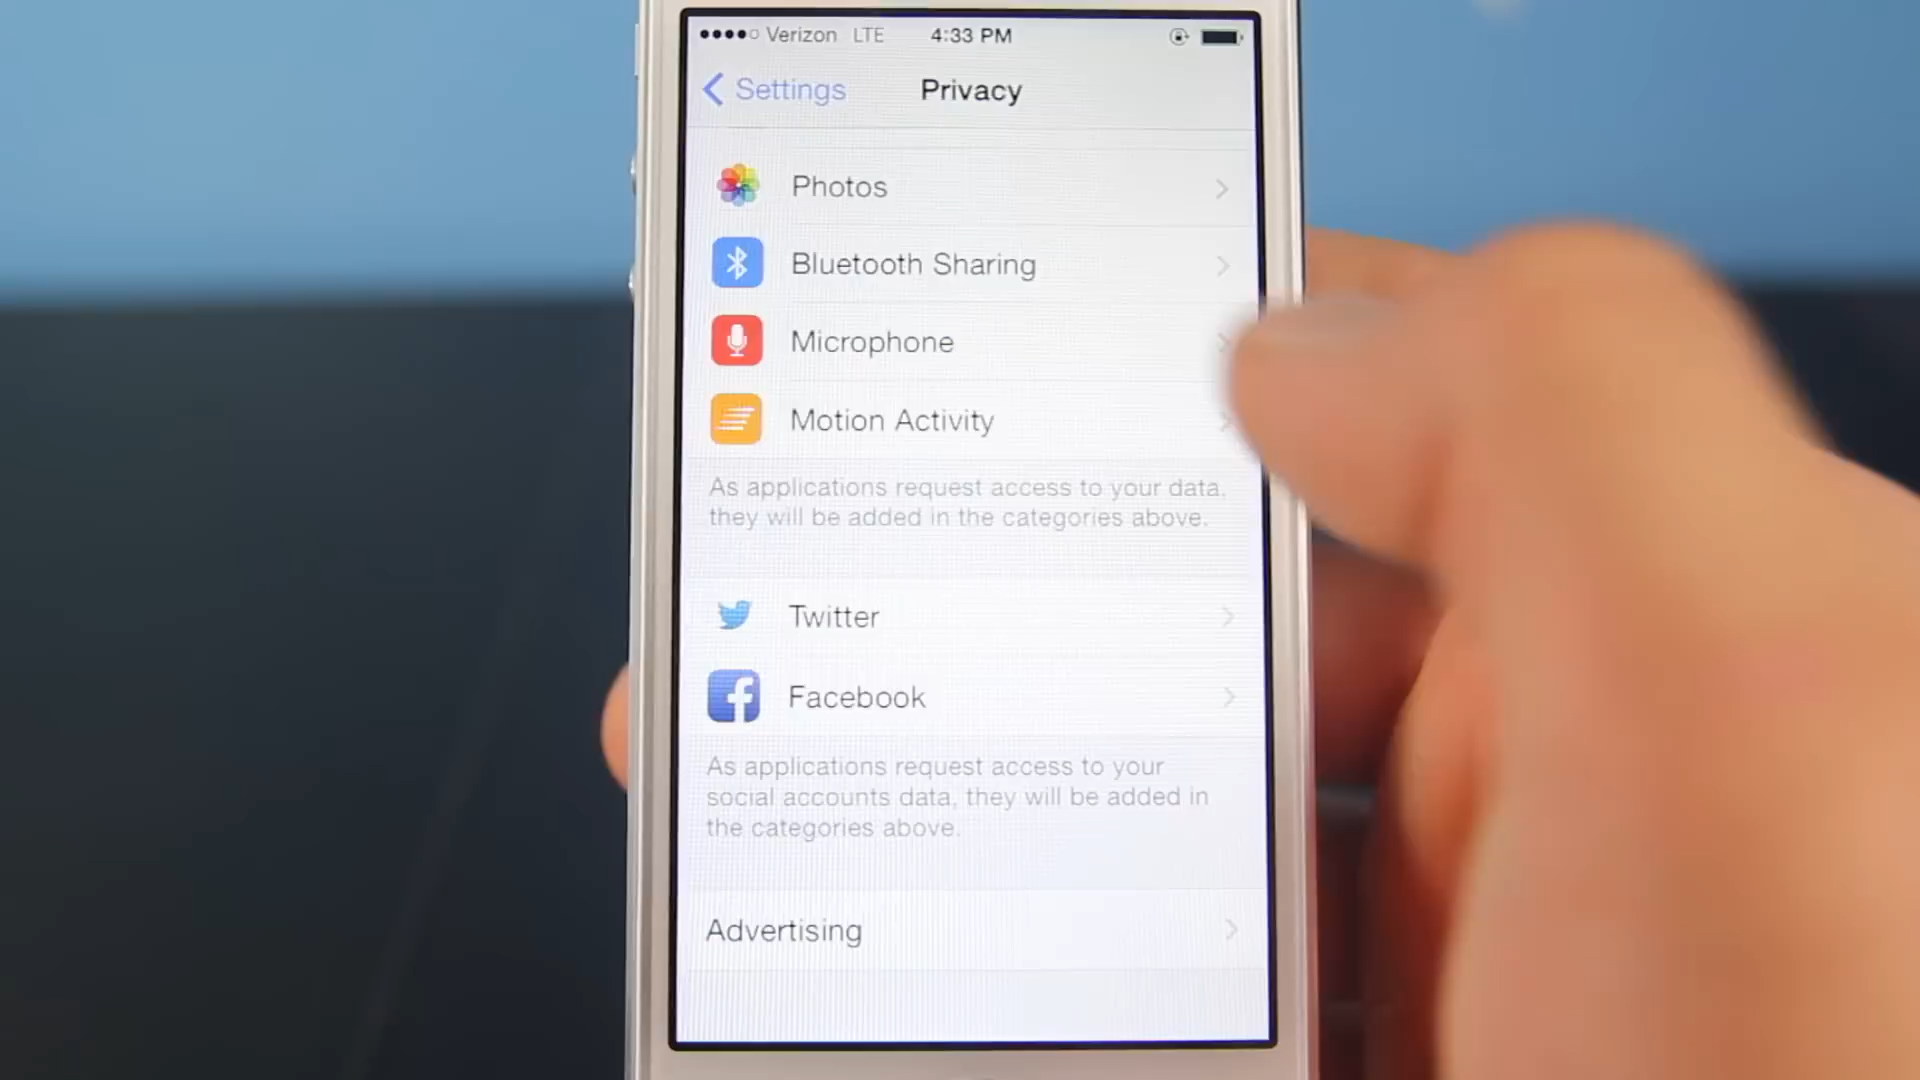 Verizon LTE 4:33 PM
Settings Privacy
Photos
Bluetooth Sharing
Microphone
Motion Activity
As applications request access to your data,
they will be added in the categories above.
Twitter
Facebook
As applications request access to your
social accounts data, they will be added in
the categories above.
Advertising